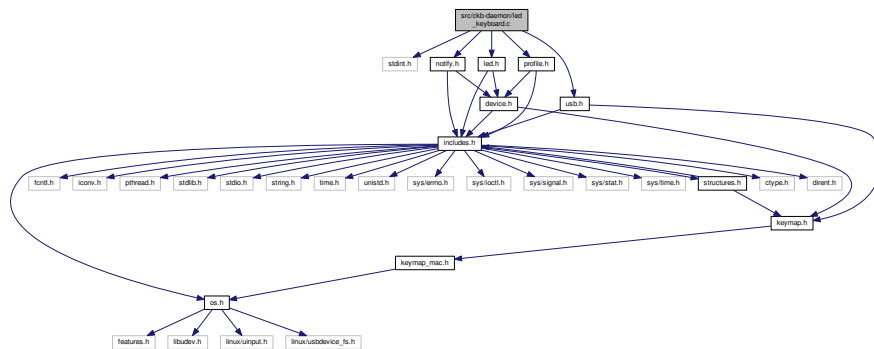 src/ckb-daemon/led
_keyboard.c
stdint.h
notify.h
led.h
profile.h
device.h
usb.h
includes.h
fcntl.h
iconv.h
pthread.h
stdlib.h
stdio.h
string.h
time.h
unistd.h
sys/errno.h
sys/ioctl.h
sys/signal.h
sys/stat.h
sys/time.h
structures.h
ctype.h
dirent.h
keymap.h
keymap_mac.h
os.h
features.h
libudev.h
linux/uinput.h
linux/usbdevice_fs.h